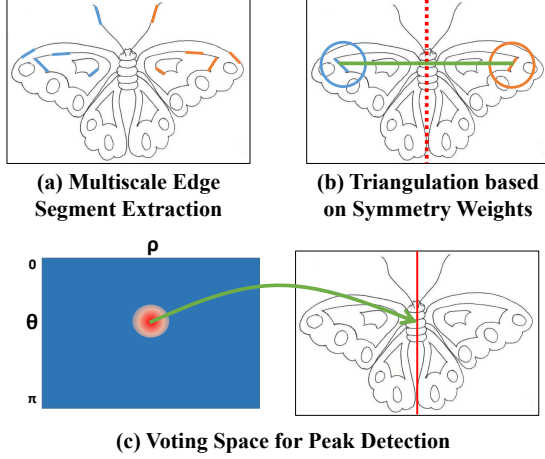 (a) Multiscale Edge
Segment Extraction
(b) Triangulation based
on Symmetry Weights
ρ
0
θ
π
(c) Voting Space for Peak Detection